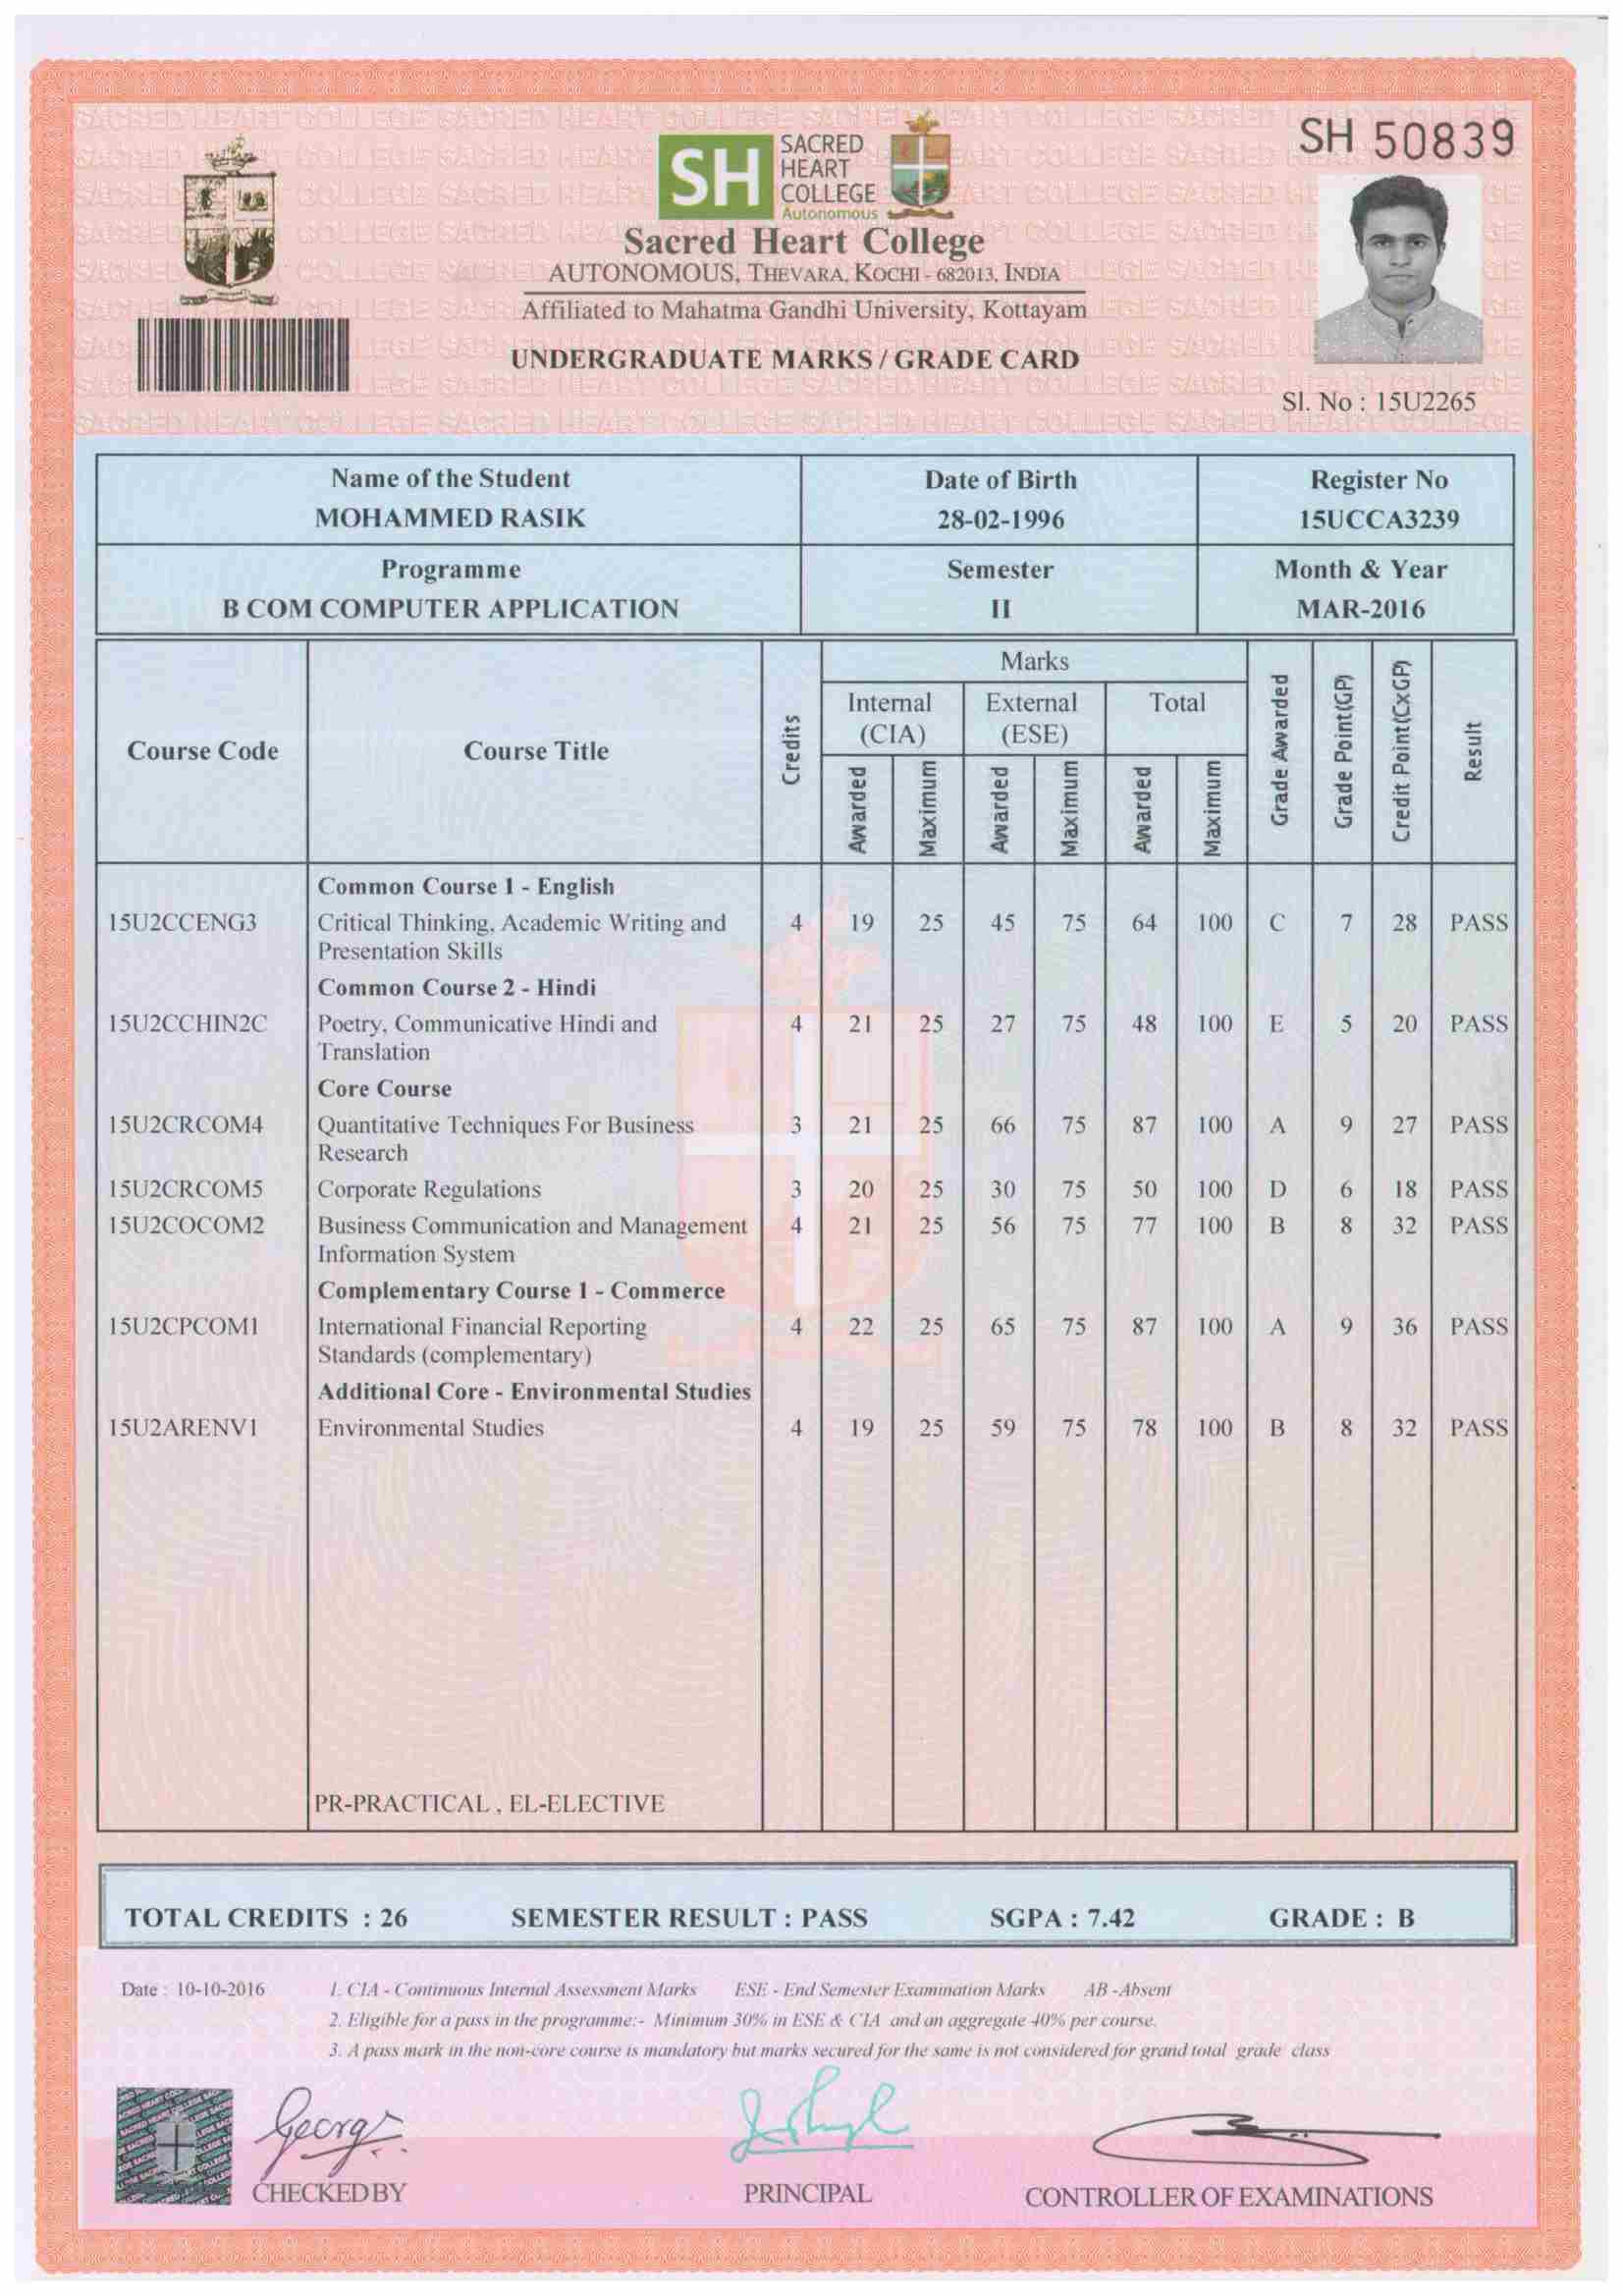 SH 50839
SH SACRED
HEART
COLLEGE
Autonomous
Sacred Heart College
AUTONOMOUS, THEVARA, KOCHI - 682013, INDIA
Affiliated to Mahatma Gandhi University, Kottayam
UNDERGRADUATE MARKS / GRADE CARD
Sl. No : 15U2265
Name of the Student Date of Birth Register No
MOHAMMED RASIK 28-02-1996 15UCCA3239
Programme Semester Month & Year
B COM COMPUTER APPLICATION II MAR-2016
Course Code Course Title Credits Marks Grade Awarded Grade Point(GP) Credit Point(CxGP) Result
Internal (CIA) External (ESE) Total
Awarded Maximum Awarded Maximum Awarded Maximum
Common Course 1 - English
15U2CCENG3 Critical Thinking, Academic Writing and 4 19 25 45 75 64 100 C 7 28 PASS
Presentation Skills
Common Course 2 - Hindi
15U2CCHIN2C Poetry, Communicative Hindi and 4 21 25 27 75 48 100 E 5 20 PASS
Translation
Core Course
15U2CRCOM4 Quantitative Techniques For Business 3 21 25 66 75 87 100 A 9 27 PASS
Research
15U2CRCOM5 Corporate Regulations 3 20 25 30 75 50 100 D 6 18 PASS
15U2COCOM2 Business Communication and Management 4 21 25 56 75 77 100 B 8 32 PASS
Information System
Complementary Course 1 - Commerce
15U2CPCOM1 International Financial Reporting 4 22 25 65 75 87 100 A 9 36 PASS
Standards (complementary)
Additional Core - Environmental Studies
15U2ARENV1 Environmental Studies 4 19 25 59 75 78 100 B 8 32 PASS
PR-PRACTICAL , EL-ELECTIVE
TOTAL CREDITS : 26 SEMESTER RESULT : PASS SGPA : 7.42 GRADE : B
Date : 10-10-2016 1. CIA - Continuous Internal Assessment Marks ESE - End Semester Examination Marks AB -Absent
2. Eligible for a pass in the programme:- Minimum 30% in ESE & CIA and an aggregate 40% per course.
3. A pass mark in the non-core course is mandatory but marks secured for the same is not considered for grand total grade class
CHECKED BY PRINCIPAL CONTROLLER OF EXAMINATIONS